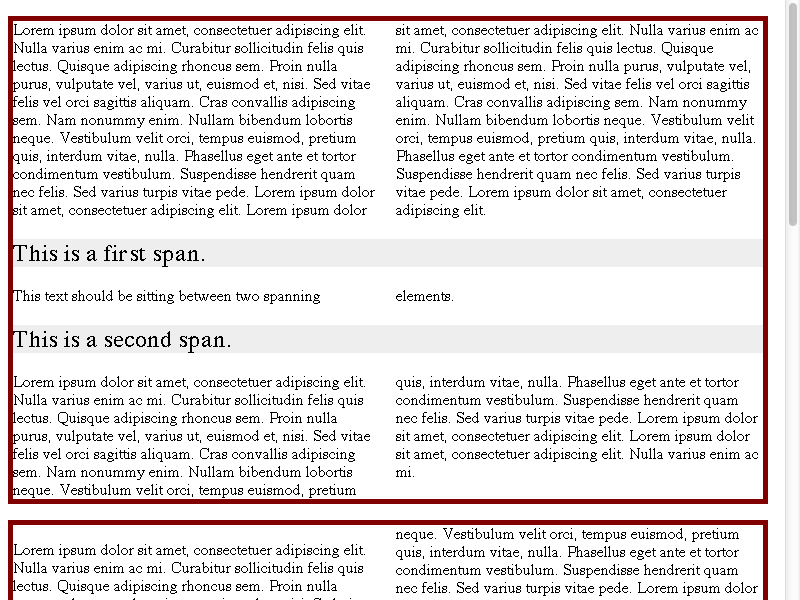 Lorem ipsum dolor sit amet, consectetuer adipiscing elit.
Nulla varius enim ac mi. Curabitur sollicitudin felis quis
lectus. Quisque adipiscing rhoncus sem. Proin nulla
purus, vulputate vel, varius ut, euismod et, nisi. Sed vitae
felis vel orci sagittis aliquam. Cras convallis adipiscing
sem. Nam nonummy enim. Nullam bibendum lobortis
neque. Vestibulum velit orci, tempus euismod, pretium
quis, interdum vitae, nulla. Phasellus eget ante et tortor
condimentum vestibulum. Suspendisse hendrerit quam
nec felis. Sed varius turpis vitae pede. Lorem ipsum dolor
sit amet, consectetuer adipiscing elit. Lorem ipsum dolor
sit amet, consectetuer adipiscing elit. Nulla varius enim ac
mi. Curabitur sollicitudin felis quis lectus. Quisque
adipiscing rhoncus sem. Proin nulla purus, vulputate vel,
varius ut, euismod et, nisi. Sed vitae felis vel orci sagittis
aliquam. Cras convallis adipiscing sem. Nam nonummy
enim. Nullam bibendum lobortis neque. Vestibulum velit
orci, tempus euismod, pretium quis, interdum vitae, nulla.
Phasellus eget ante et tortor condimentum vestibulum.
Suspendisse hendrerit quam nec felis. Sed varius turpis
vitae pede. Lorem ipsum dolor sit amet, consectetuer
adipiscing elit.
This is a first span.
This text should be sitting between two spanning
elements.
This is a second span.
Lorem ipsum dolor sit amet, consectetuer adipiscing elit.
Nulla varius enim ac mi. Curabitur sollicitudin felis quis
lectus. Quisque adipiscing rhoncus sem. Proin nulla
purus, vulputate vel, varius ut, euismod et, nisi. Sed vitae
felis vel orci sagittis aliquam. Cras convallis adipiscing
sem. Nam nonummy enim. Nullam bibendum lobortis
neque. Vestibulum velit orci, tempus euismod, pretium
quis, interdum vitae, nulla. Phasellus eget ante et tortor
condimentum vestibulum. Suspendisse hendrerit quam
nec felis. Sed varius turpis vitae pede. Lorem ipsum dolor
sit amet, consectetuer adipiscing elit. Lorem ipsum dolor
sit amet, consectetuer adipiscing elit. Nulla varius enim ac
mi.
Lorem ipsum dolor sit amet, consectetuer adipiscing elit.
Nulla varius enim ac mi. Curabitur sollicitudin felis quis
lectus. Quisque adipiscing rhoncus sem. Proin nulla
neque. Vestibulum velit orci, tempus euismod, pretium
quis, interdum vitae, nulla. Phasellus eget ante et tortor
condimentum vestibulum. Suspendisse hendrerit quam
nec felis. Sed varius turpis vitae pede. Lorem ipsum dolor